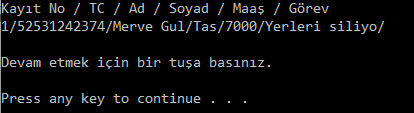 Kayıt No / TC / Ad / Soyad / Maaş / Görev
1/52531242374/Merve Gul/Tas/7000/Yerleri siliyo/
Devam etmek için bir tuşa basınız.
Press any key to continue . . .